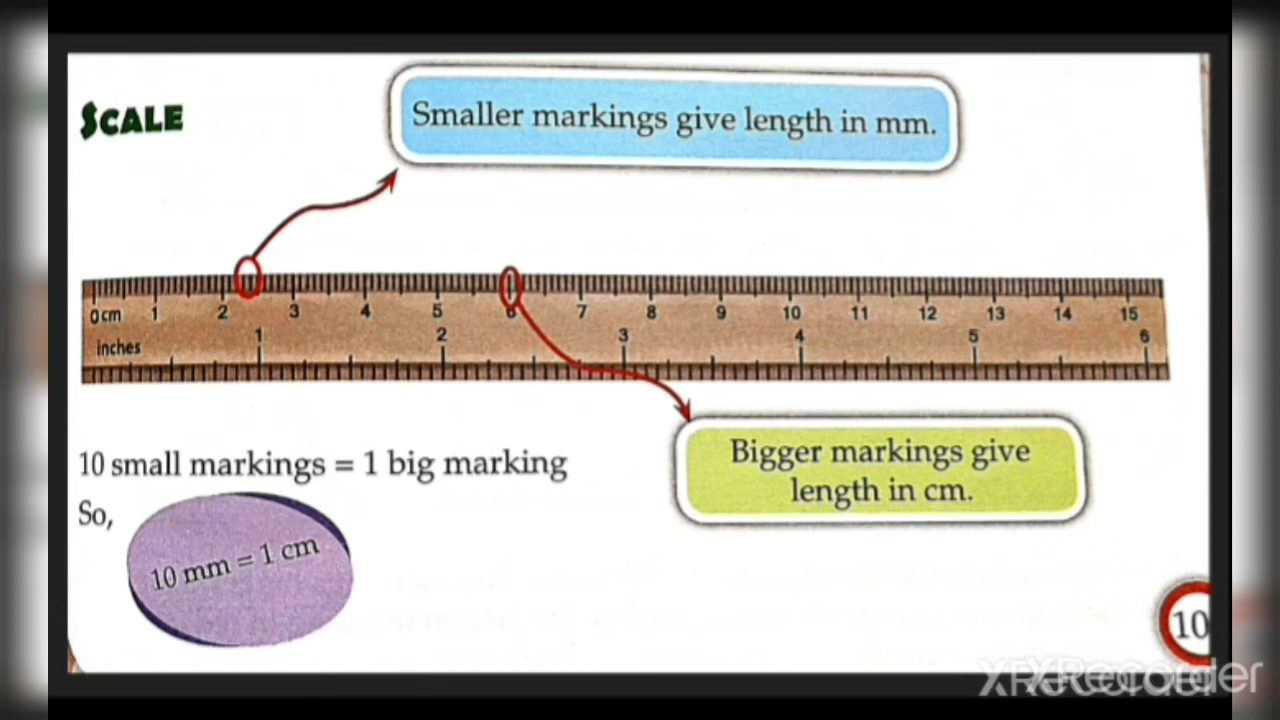 SCALE
Smaller markings give length in mm.
0 cm 1 2 3 4 5 6 7 8 9 10 11 12 13 14 15
inches 1 2 3 4 5 6
Bigger markings give
length in cm.
10 small markings = 1 big marking
So,
10 mm = 1 cm
10
XRecorder